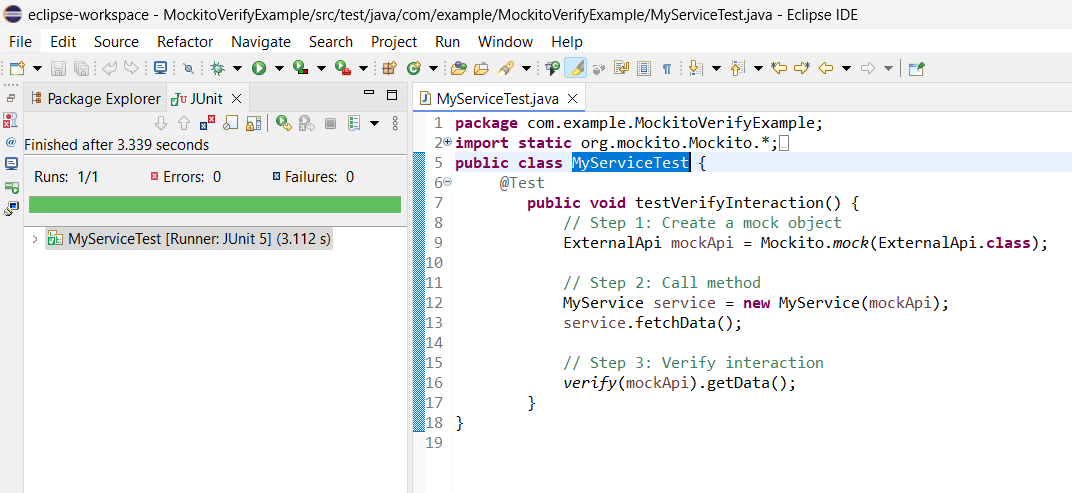 eclipse-workspace - MockitoVerifyExample/src/test/java/com/example/MockitoVerifyExample/MyServiceTest.java - Eclipse IDE
File Edit Source Refactor Navigate Search Project Run Window Help
Package Explorer JUnit
Finished after 3.339 seconds
Runs: 1/1 Errors: 0 Failures: 0
MyServiceTest [Runner: JUnit 5] (3.112 s)
MyServiceTest.java
1 package com.example.MockitoVerifyExample;
2 import static org.mockito.Mockito.*;
5 public class MyServiceTest {
6 @Test
7 public void testVerifyInteraction() {
8 // Step 1: Create a mock object
9 ExternalApi mockApi = Mockito.mock(ExternalApi.class);
10
11 // Step 2: Call method
12 MyService service = new MyService(mockApi);
13 service.fetchData();
14
15 // Step 3: Verify interaction
16 verify(mockApi).getData();
17 }
18 }
19